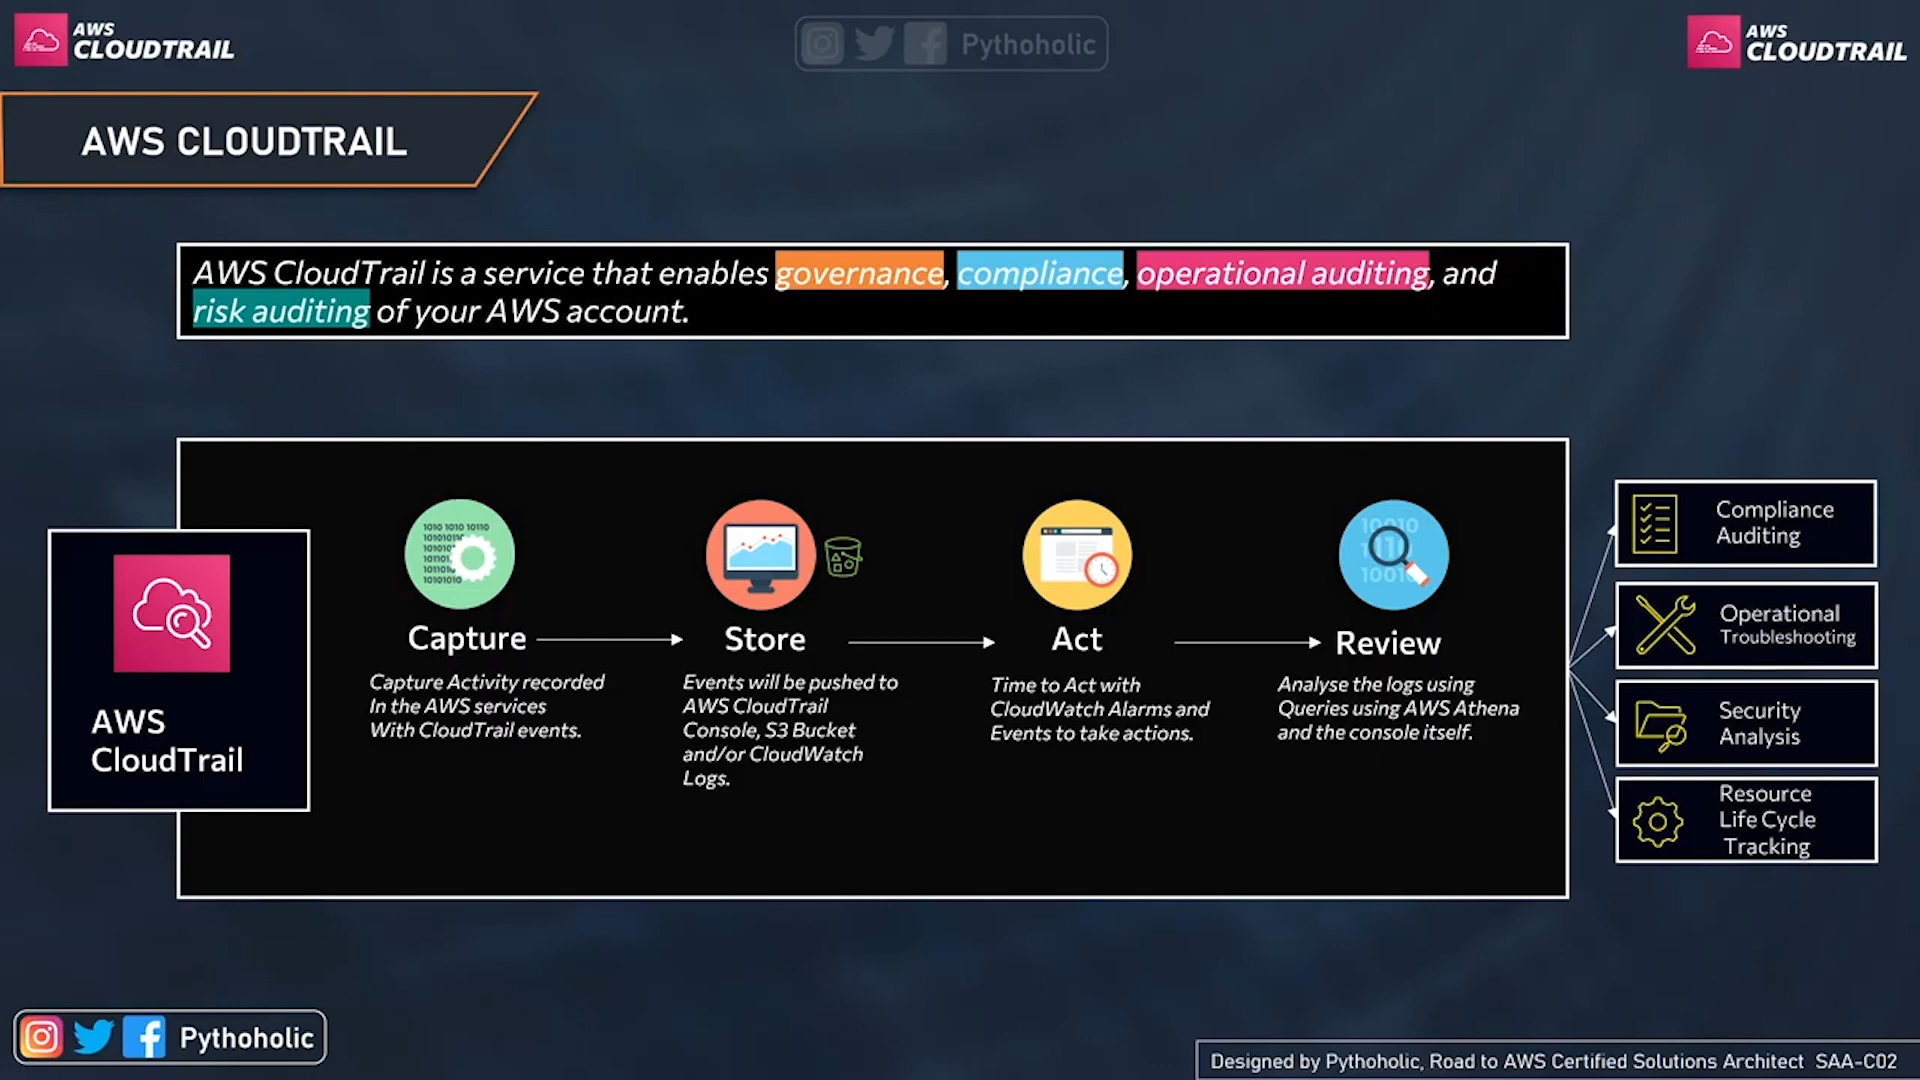 AWS
CLOUDTRAIL
Pythoholic
AWS
CLOUDTRAIL
AWS CLOUDTRAIL
AWS CloudTrail is a service that enables governance, compliance, operational auditing, and
risk auditing of your AWS account.
AWS
CloudTrail
1010 1010 10110
Capture
Capture Activity recorded
In the AWS services
With CloudTrail events.
Store
Events will be pushed to
AWS CloudTrail
Console, S3 Bucket
and/or CloudWatch
Logs.
Act
Time to Act with
CloudWatch Alarms and
Events to take actions.
Review
Analyse the logs using
Queries using AWS Athena
and the console itself.
Compliance
Auditing
Operational
Troubleshooting
Security
Analysis
Resource
Life Cycle
Tracking
Pythoholic
Designed by Pythoholic, Road to AWS Certified Solutions Architect SAA-C02